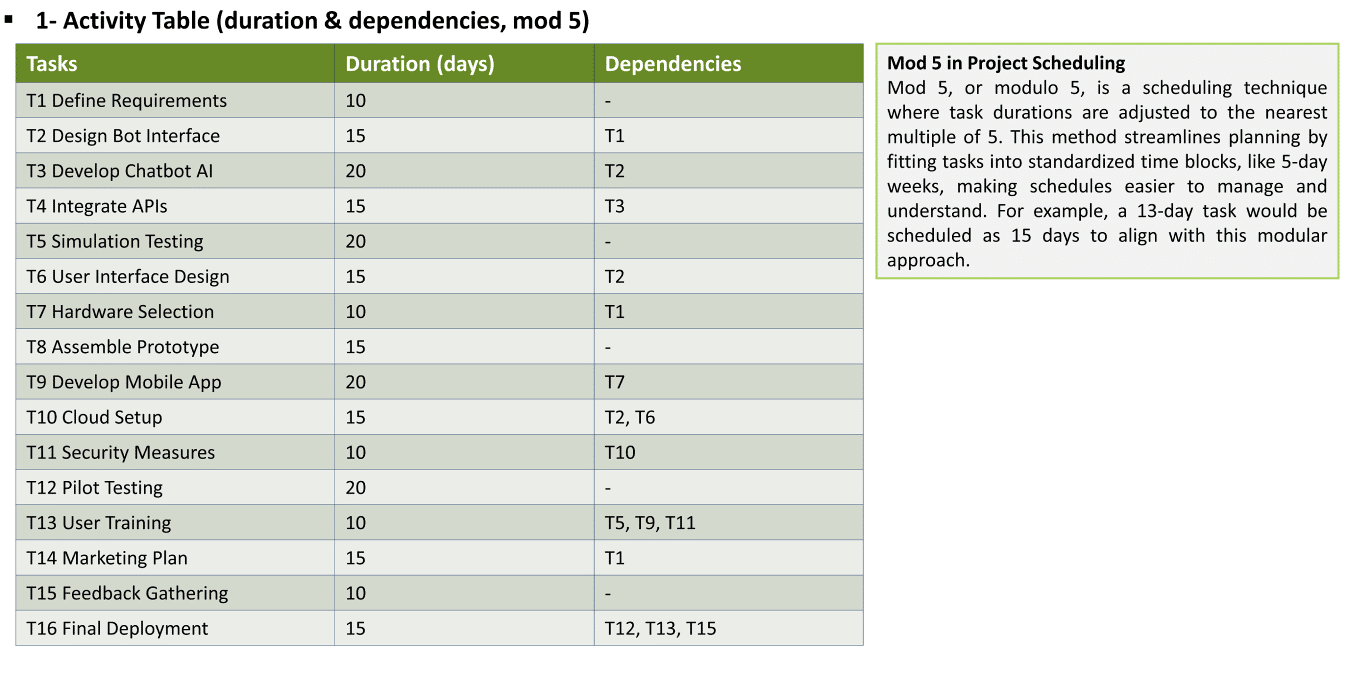 ▪ 1- Activity Table (duration & dependencies, mod 5)
Tasks Duration (days) Dependencies
T1 Define Requirements 10 -
T2 Design Bot Interface 15 T1
T3 Develop Chatbot AI 20 T2
T4 Integrate APIs 15 T3
T5 Simulation Testing 20 -
T6 User Interface Design 15 T2
T7 Hardware Selection 10 T1
T8 Assemble Prototype 15 -
T9 Develop Mobile App 20 T7
T10 Cloud Setup 15 T2, T6
T11 Security Measures 10 T10
T12 Pilot Testing 20 -
T13 User Training 10 T5, T9, T11
T14 Marketing Plan 15 T1
T15 Feedback Gathering 10 -
T16 Final Deployment 15 T12, T13, T15
Mod 5 in Project Scheduling
Mod 5, or modulo 5, is a scheduling technique
where task durations are adjusted to the nearest
multiple of 5. This method streamlines planning by
fitting tasks into standardized time blocks, like 5-day
weeks, making schedules easier to manage and
understand. For example, a 13-day task would be
scheduled as 15 days to align with this modular
approach.